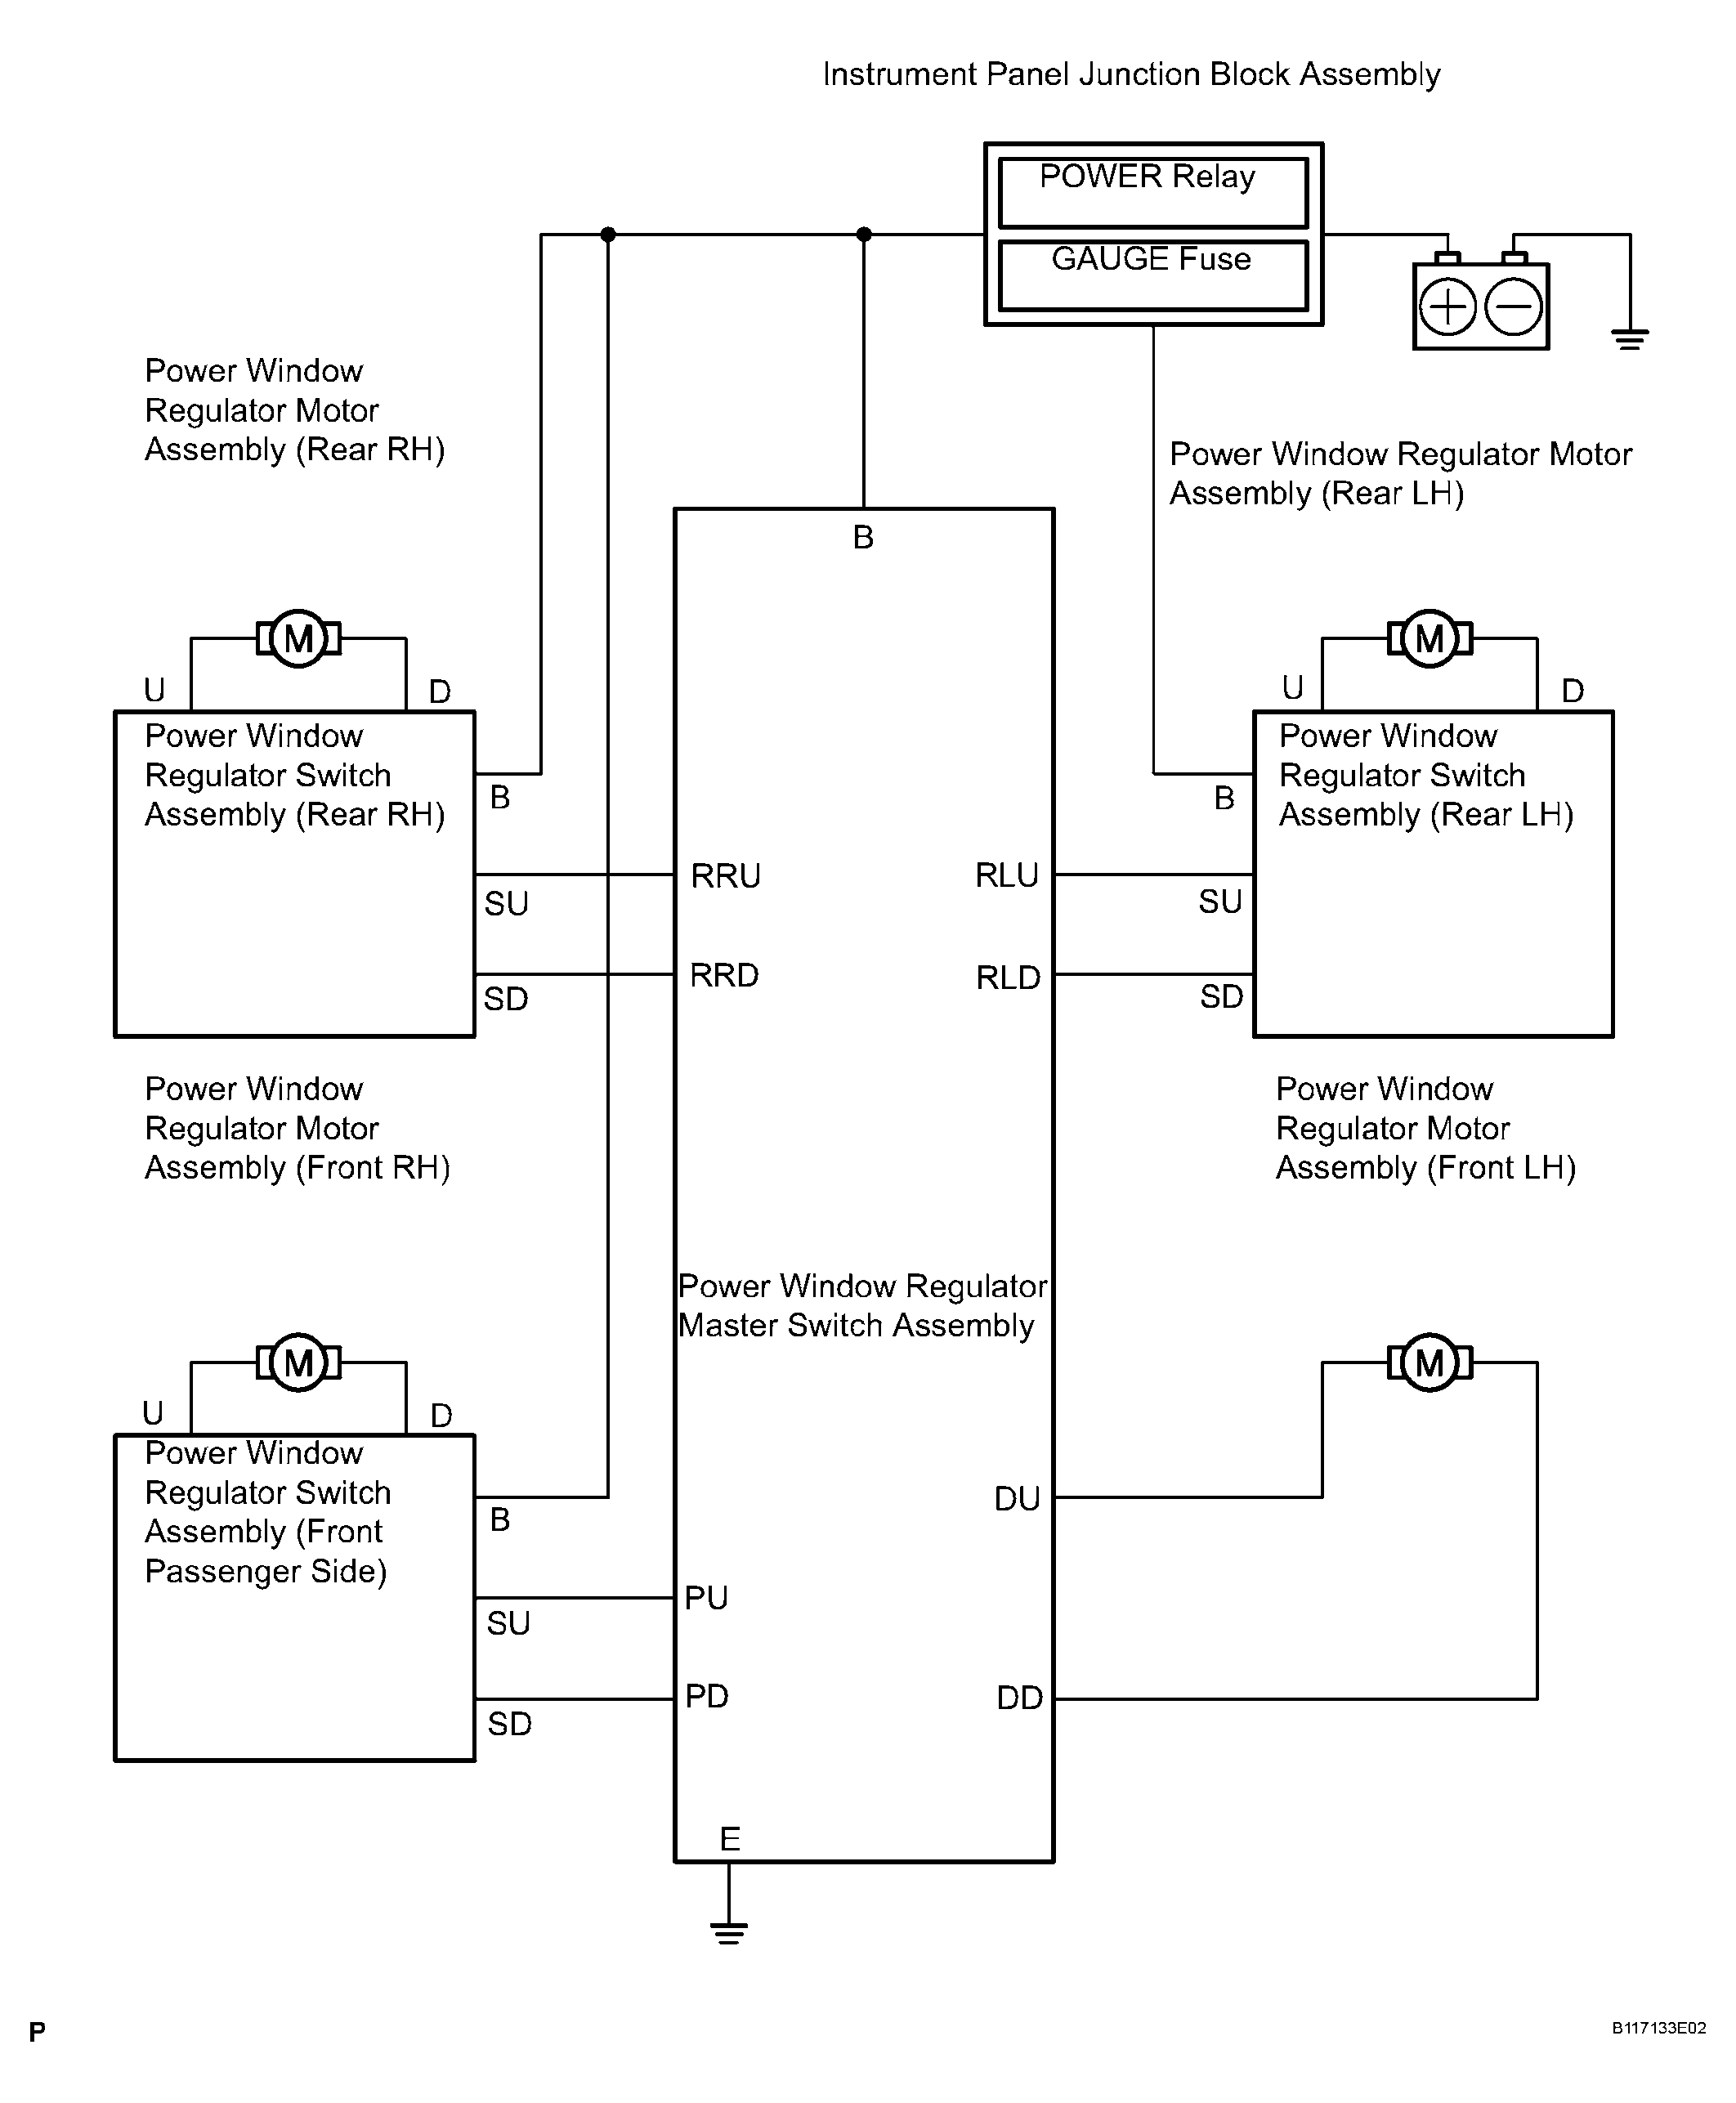 Instrument Panel Junction Block Assembly
POWER Relay
GAUGE Fuse
Power Window
Regulator Motor
Assembly (Rear RH)
Power Window Regulator Motor
Assembly (Rear LH)
B
M
M
U
D
U
D
Power Window
Regulator Switch
Assembly (Rear RH)
B
Power Window
Regulator Switch
Assembly (Rear LH)
B
RRU
RLU
SU
SU
RRD
RLD
SD
SD
Power Window
Regulator Motor
Assembly (Front RH)
Power Window
Regulator Motor
Assembly (Front LH)
Power Window Regulator
Master Switch Assembly
M
M
U
D
Power Window
Regulator Switch
Assembly (Front
Passenger Side)
B
DU
PU
SU
PD
DD
SD
E
P
B117133E02